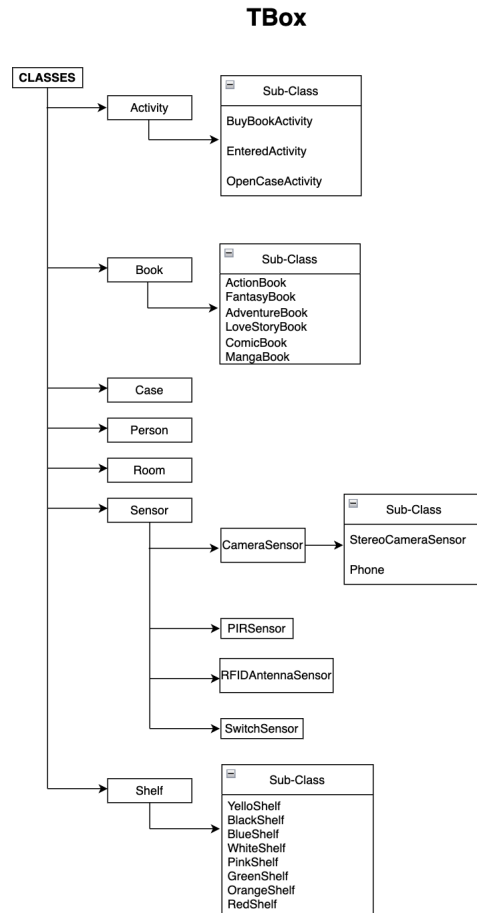 TBox
CLASSES
Activity
Sub-Class
BuyBookActivity
EnteredActivity
OpenCaseActivity
Book
Sub-Class
ActionBook
FantasyBook
AdventureBook
LoveStoryBook
ComicBook
MangaBook
Case
Person
Room
Sensor
CameraSensor
Sub-Class
StereoCameraSensor
Phone
PIRSensor
RFIDAntennaSensor
SwitchSensor
Shelf
Sub-Class
YelloShelf
BlackShelf
BlueShelf
WhiteShelf
PinkShelf
GreenShelf
OrangeShelf
RedShelf